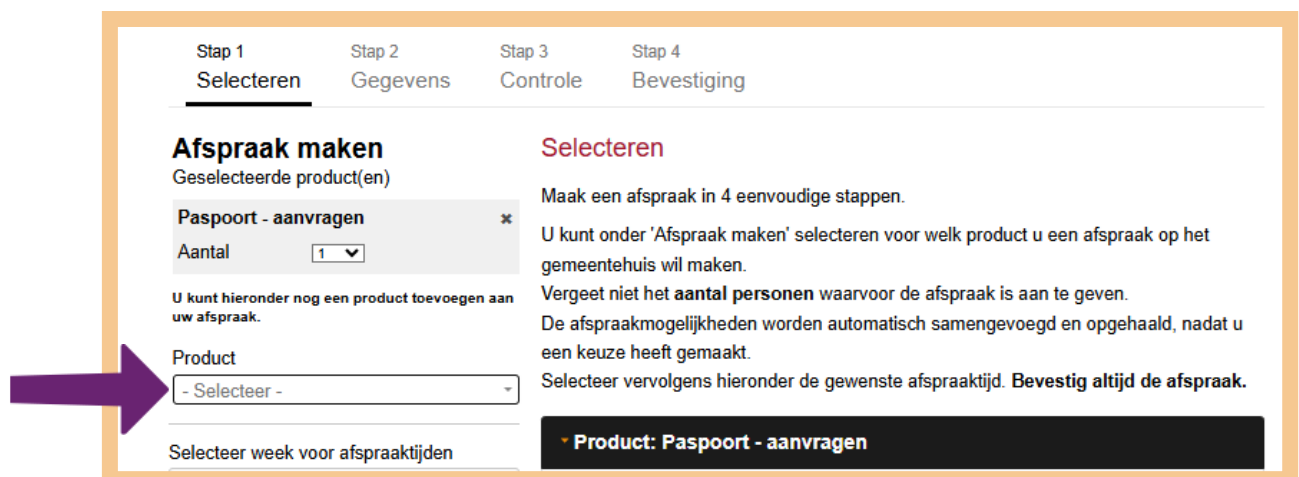 Stap 1
Selecteren
Stap 2
Gegevens
Stap 3
Controle
Stap 4
Bevestiging
Afspraak maken
Geselecteerde product(en)
Paspoort - aanvragen
Aantal 1
U kunt hieronder nog een product toevoegen aan
uw afspraak.
Product
- Selecteer -
Selecteer week voor afspraaktijden
Selecteren
Maak een afspraak in 4 eenvoudige stappen.
U kunt onder 'Afspraak maken' selecteren voor welk product u een afspraak op het
gemeentehuis wil maken.
Vergeet niet het aantal personen waarvoor de afspraak is aan te geven.
De afspraakmogelijkheden worden automatisch samengevoegd en opgehaald, nadat u
een keuze heeft gemaakt.
Selecteer vervolgens hieronder de gewenste afspraaktijd. Bevestig altijd de afspraak.
Product: Paspoort - aanvragen